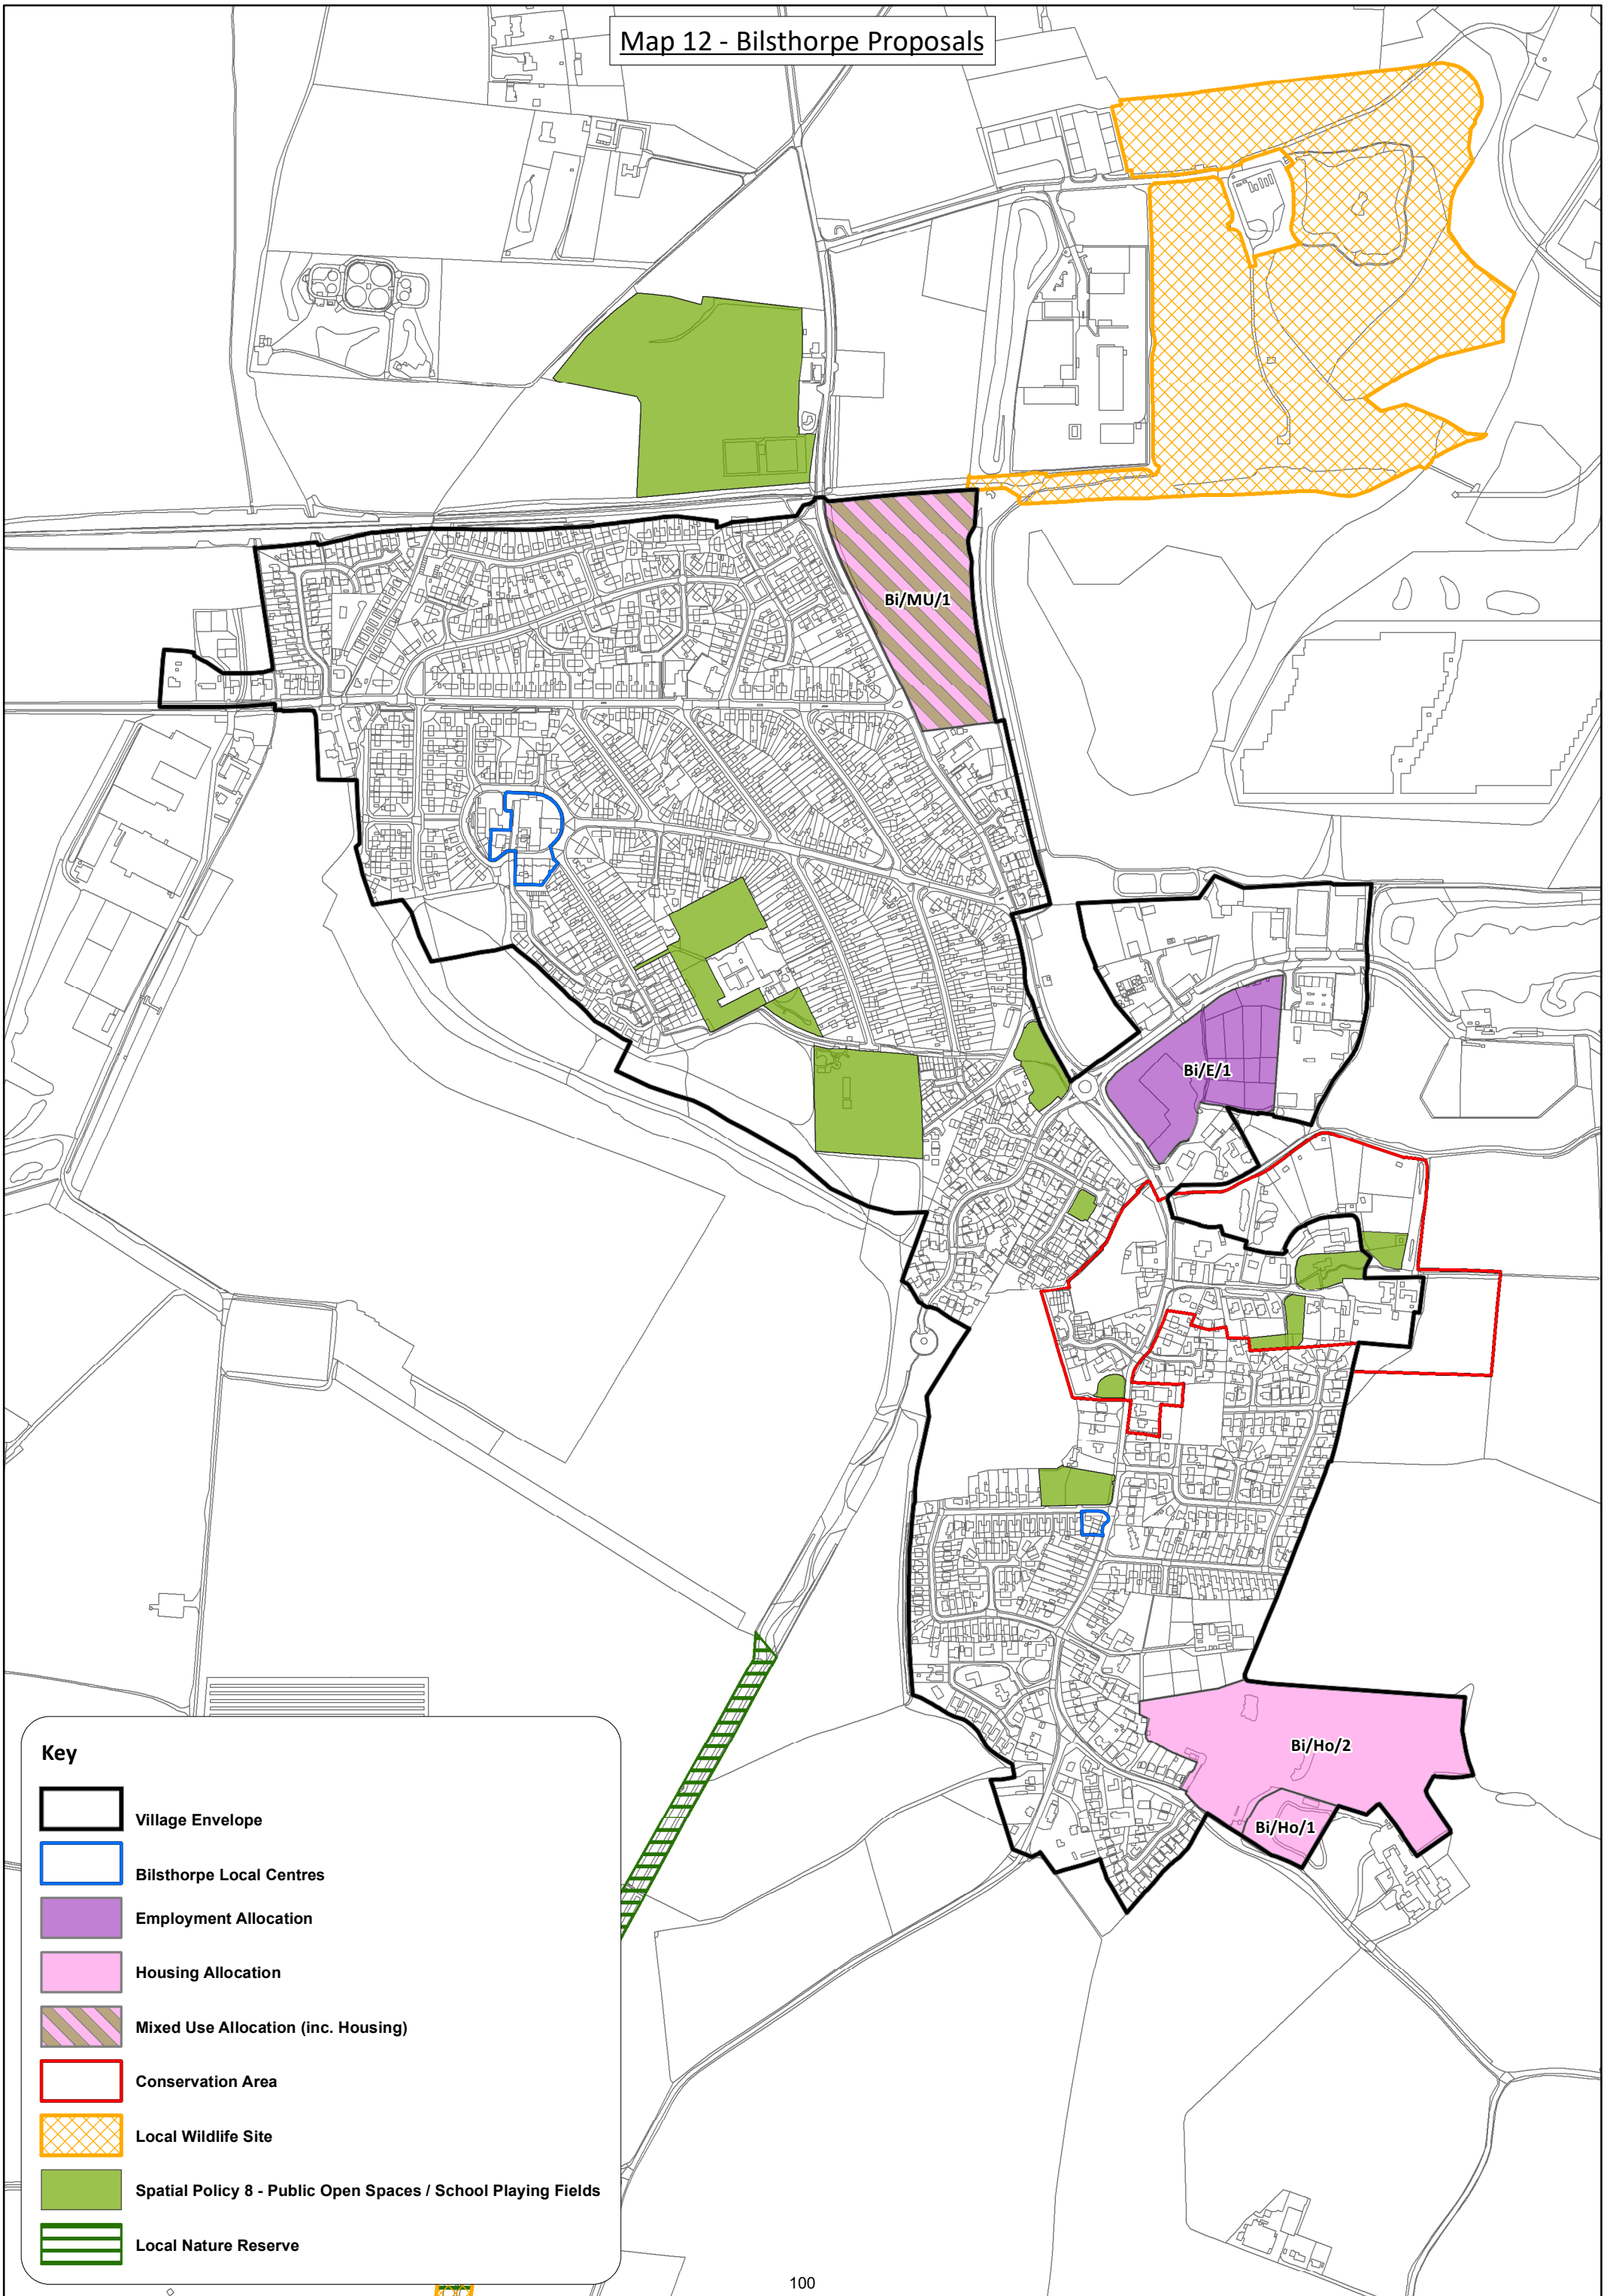 Map 12 - Bilsthorpe Proposals
Bi/MU/1
Bi/E/1
Bi/Ho/2
Bi/Ho/1
Key
Village Envelope
Bilsthorpe Local Centres
Employment Allocation
Housing Allocation
Mixed Use Allocation (inc. Housing)
Conservation Area
Local Wildlife Site
Spatial Policy 8 - Public Open Spaces / School Playing Fields
Local Nature Reserve
100